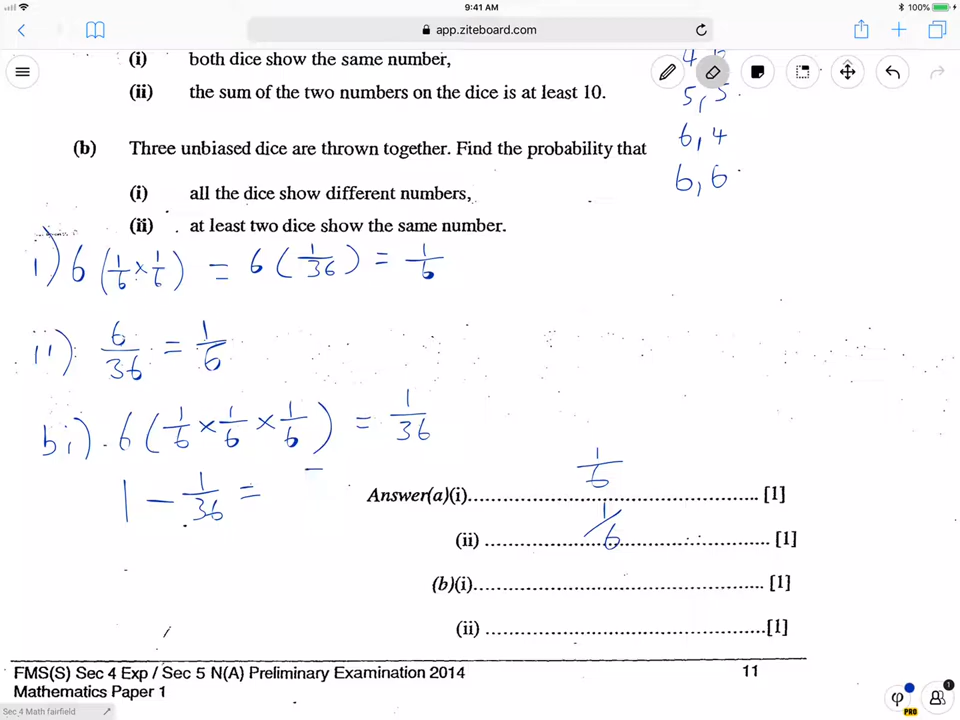 9:41 AM
100%
app.ziteboard.com
(i) both dice show the same number,
(ii) the sum of the two numbers on the dice is at least 10.
5, 5
(b) Three unbiased dice are thrown together. Find the probability that
6, 4
6, 6
(i) all the dice show different numbers,
(ii) at least two dice show the same number.
i) 6 (1/6 × 1/6) = 6 (1/36) = 1/6
ii) 6/36 = 1/6
bi) 6 (1/6 × 1/6 × 1/6) = 1/36
1 - 1/36 =
1/6
Answer(a)(i) [1]
1/6
(ii) [1]
(b)(i) [1]
(ii) [1]
FMS(S) Sec 4 Exp / Sec 5 N(A) Preliminary Examination 2014 11
Mathematics Paper 1
Sec 4 Math fairfield
φ PRO
1